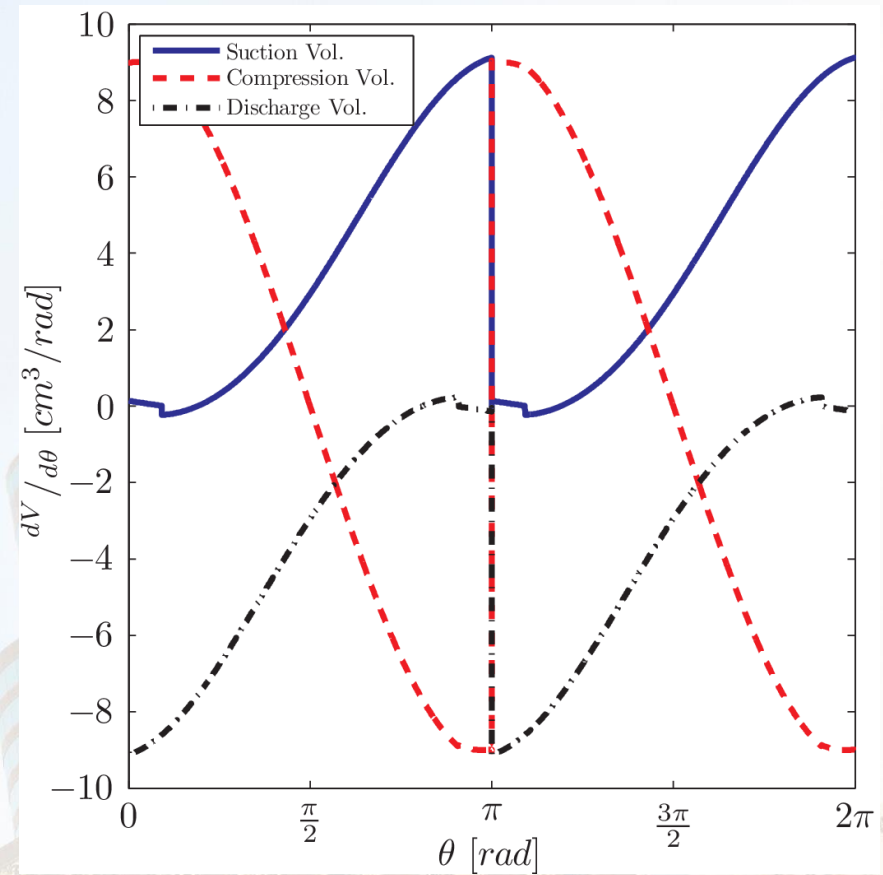 10
8
6
4
2
0
−2
−4
−6
−8
−10
Suction Vol.
Compression Vol.
Discharge Vol.
dV/dθ [cm³/rad]
0
π/2
π
3π/2
2π
θ [rad]